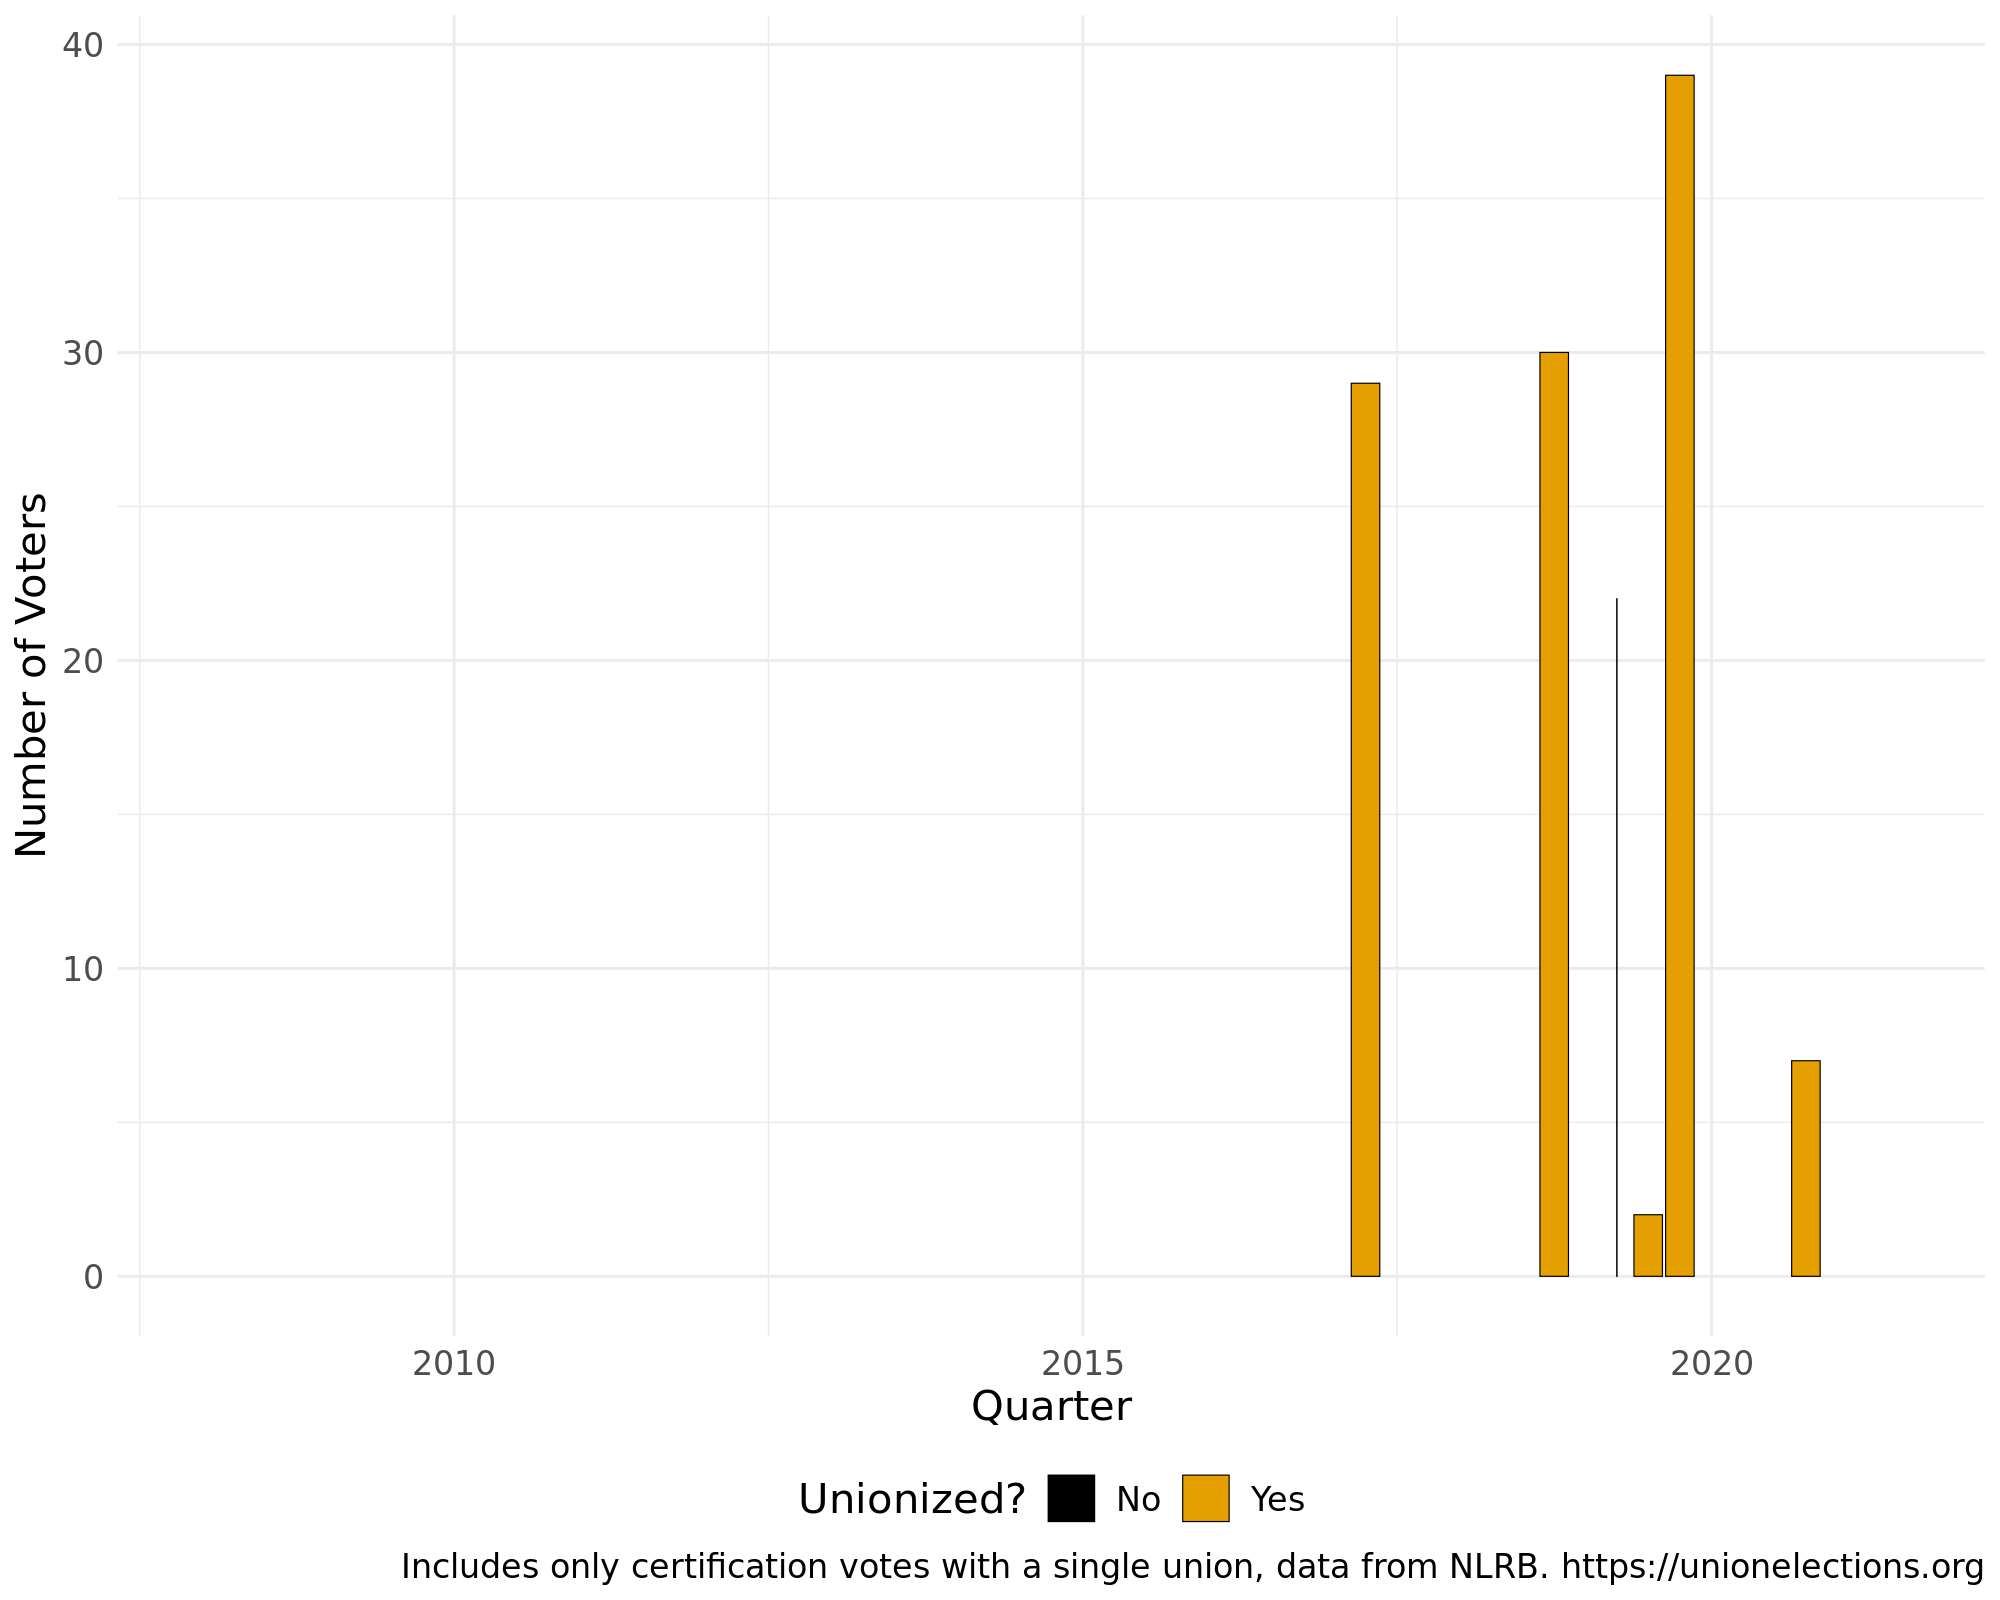 40
30
20
10
0
Number of Voters
2010 2015 2020
Quarter
Unionized? No Yes
Includes only certification votes with a single union, data from NLRB. https://unionelections.org